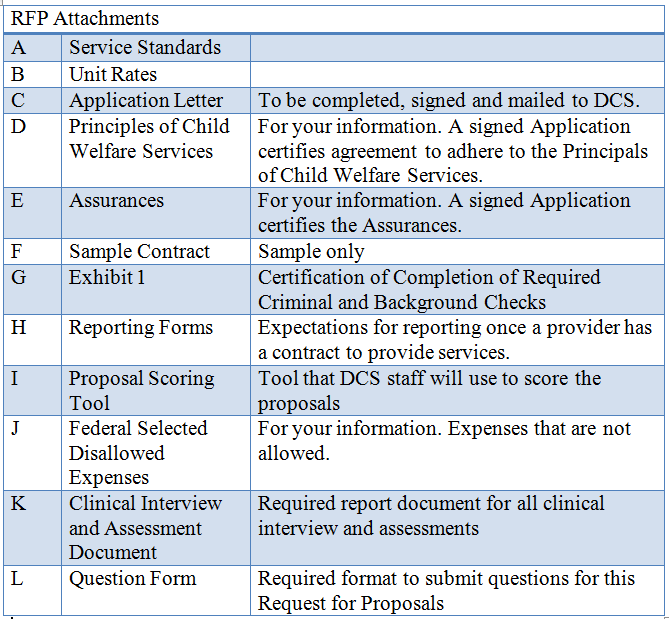 RFP Attachments
A Service Standards
B Unit Rates
C Application Letter To be completed, signed and mailed to DCS.
D Principles of Child For your information. A signed Application
Welfare Services certifies agreement to adhere to the Principals
of Child Welfare Services.
E Assurances For your information. A signed Application
certifies the Assurances.
F Sample Contract Sample only
G Exhibit 1 Certification of Completion of Required
Criminal and Background Checks
H Reporting Forms Expectations for reporting once a provider has
a contract to provide services.
I Proposal Scoring Tool that DCS staff will use to score the
Tool proposals
J Federal Selected For your information. Expenses that are not
Disallowed allowed.
Expenses
K Clinical Interview Required report document for all clinical
and Assessment interview and assessments
Document
L Question Form Required format to submit questions for this
Request for Proposals